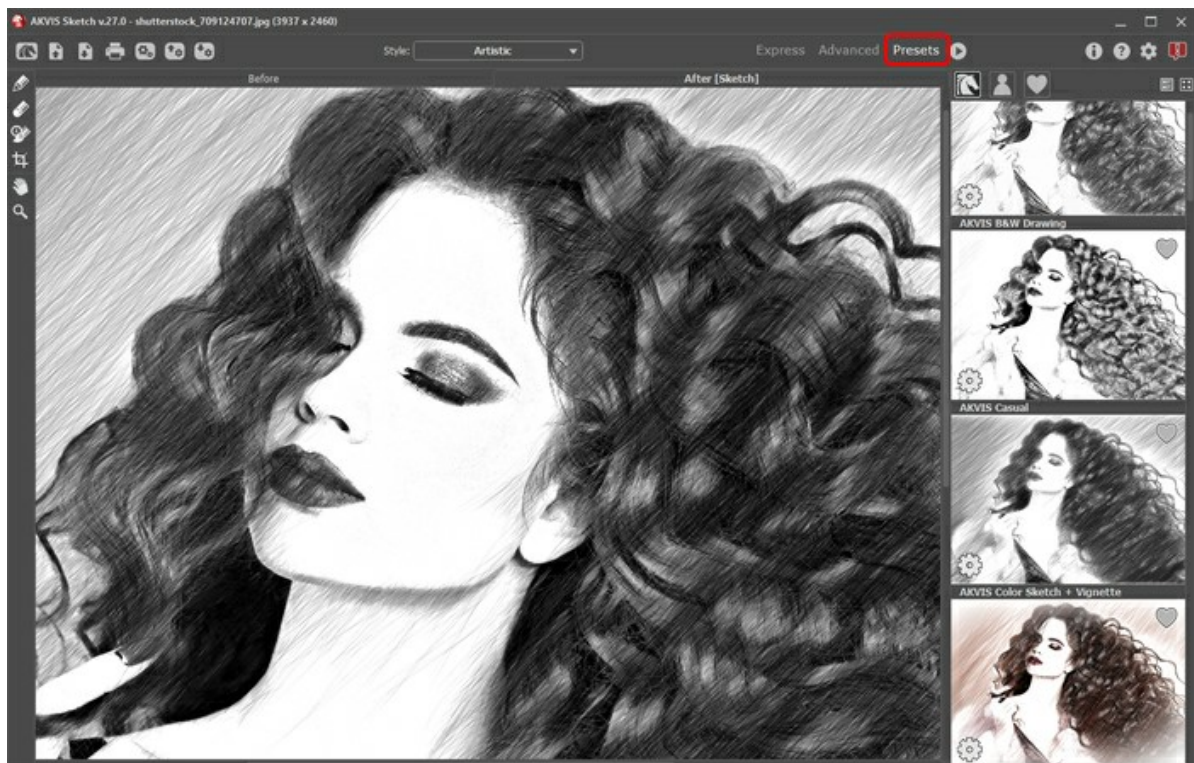 AKVIS Sketch v.27.0 - shutterstock_709124707.jpg (3937 x 2460)
Style: Artistic Express Advanced Presets
Before After [Sketch]
AKVIS B&W Drawing
AKVIS Casual
AKVIS Color Sketch + Vignette